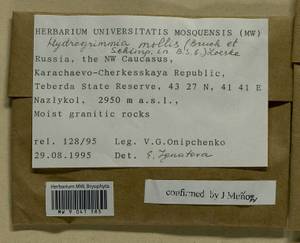 HERBARIUM UNIVERSITATIS MOSQUENSIS (MW)
Hydrogrimmia mollis (Bruch et
Schimp. in B.S.G.) Loeske
Russia, the NW Caucasus,
Karachaevo-Cherkesskaya Republic,
Teberda State Reserve, 43 27 N, 41 41 E
Nazlykol, 2950 m a.s.l.,
Moist granitic rocks
rel. 128/95 Leg. V.G.Onipchenko
29.08.1995 Det. E. Ignatova
Herbarium MW, Bryophyta
MW 9 041 185
confirmed by J Muñoz